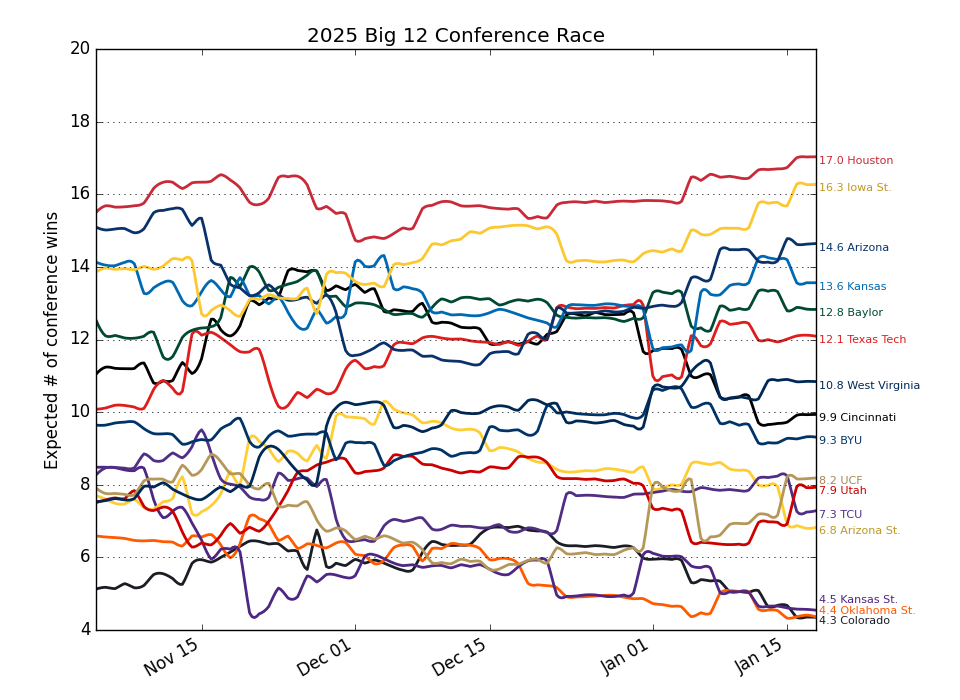 2025 Big 12 Conference Race
Expected # of conference wins
20
18
16
14
12
10
8
6
4
Nov 15
Dec 01
Dec 15
Jan 01
Jan 15
17.0 Houston
16.3 Iowa St.
14.6 Arizona
13.6 Kansas
12.8 Baylor
12.1 Texas Tech
10.8 West Virginia
9.9 Cincinnati
9.3 BYU
8.2 UCF
7.9 Utah
7.3 TCU
6.8 Arizona St.
4.5 Kansas St.
4.4 Oklahoma St.
4.3 Colorado